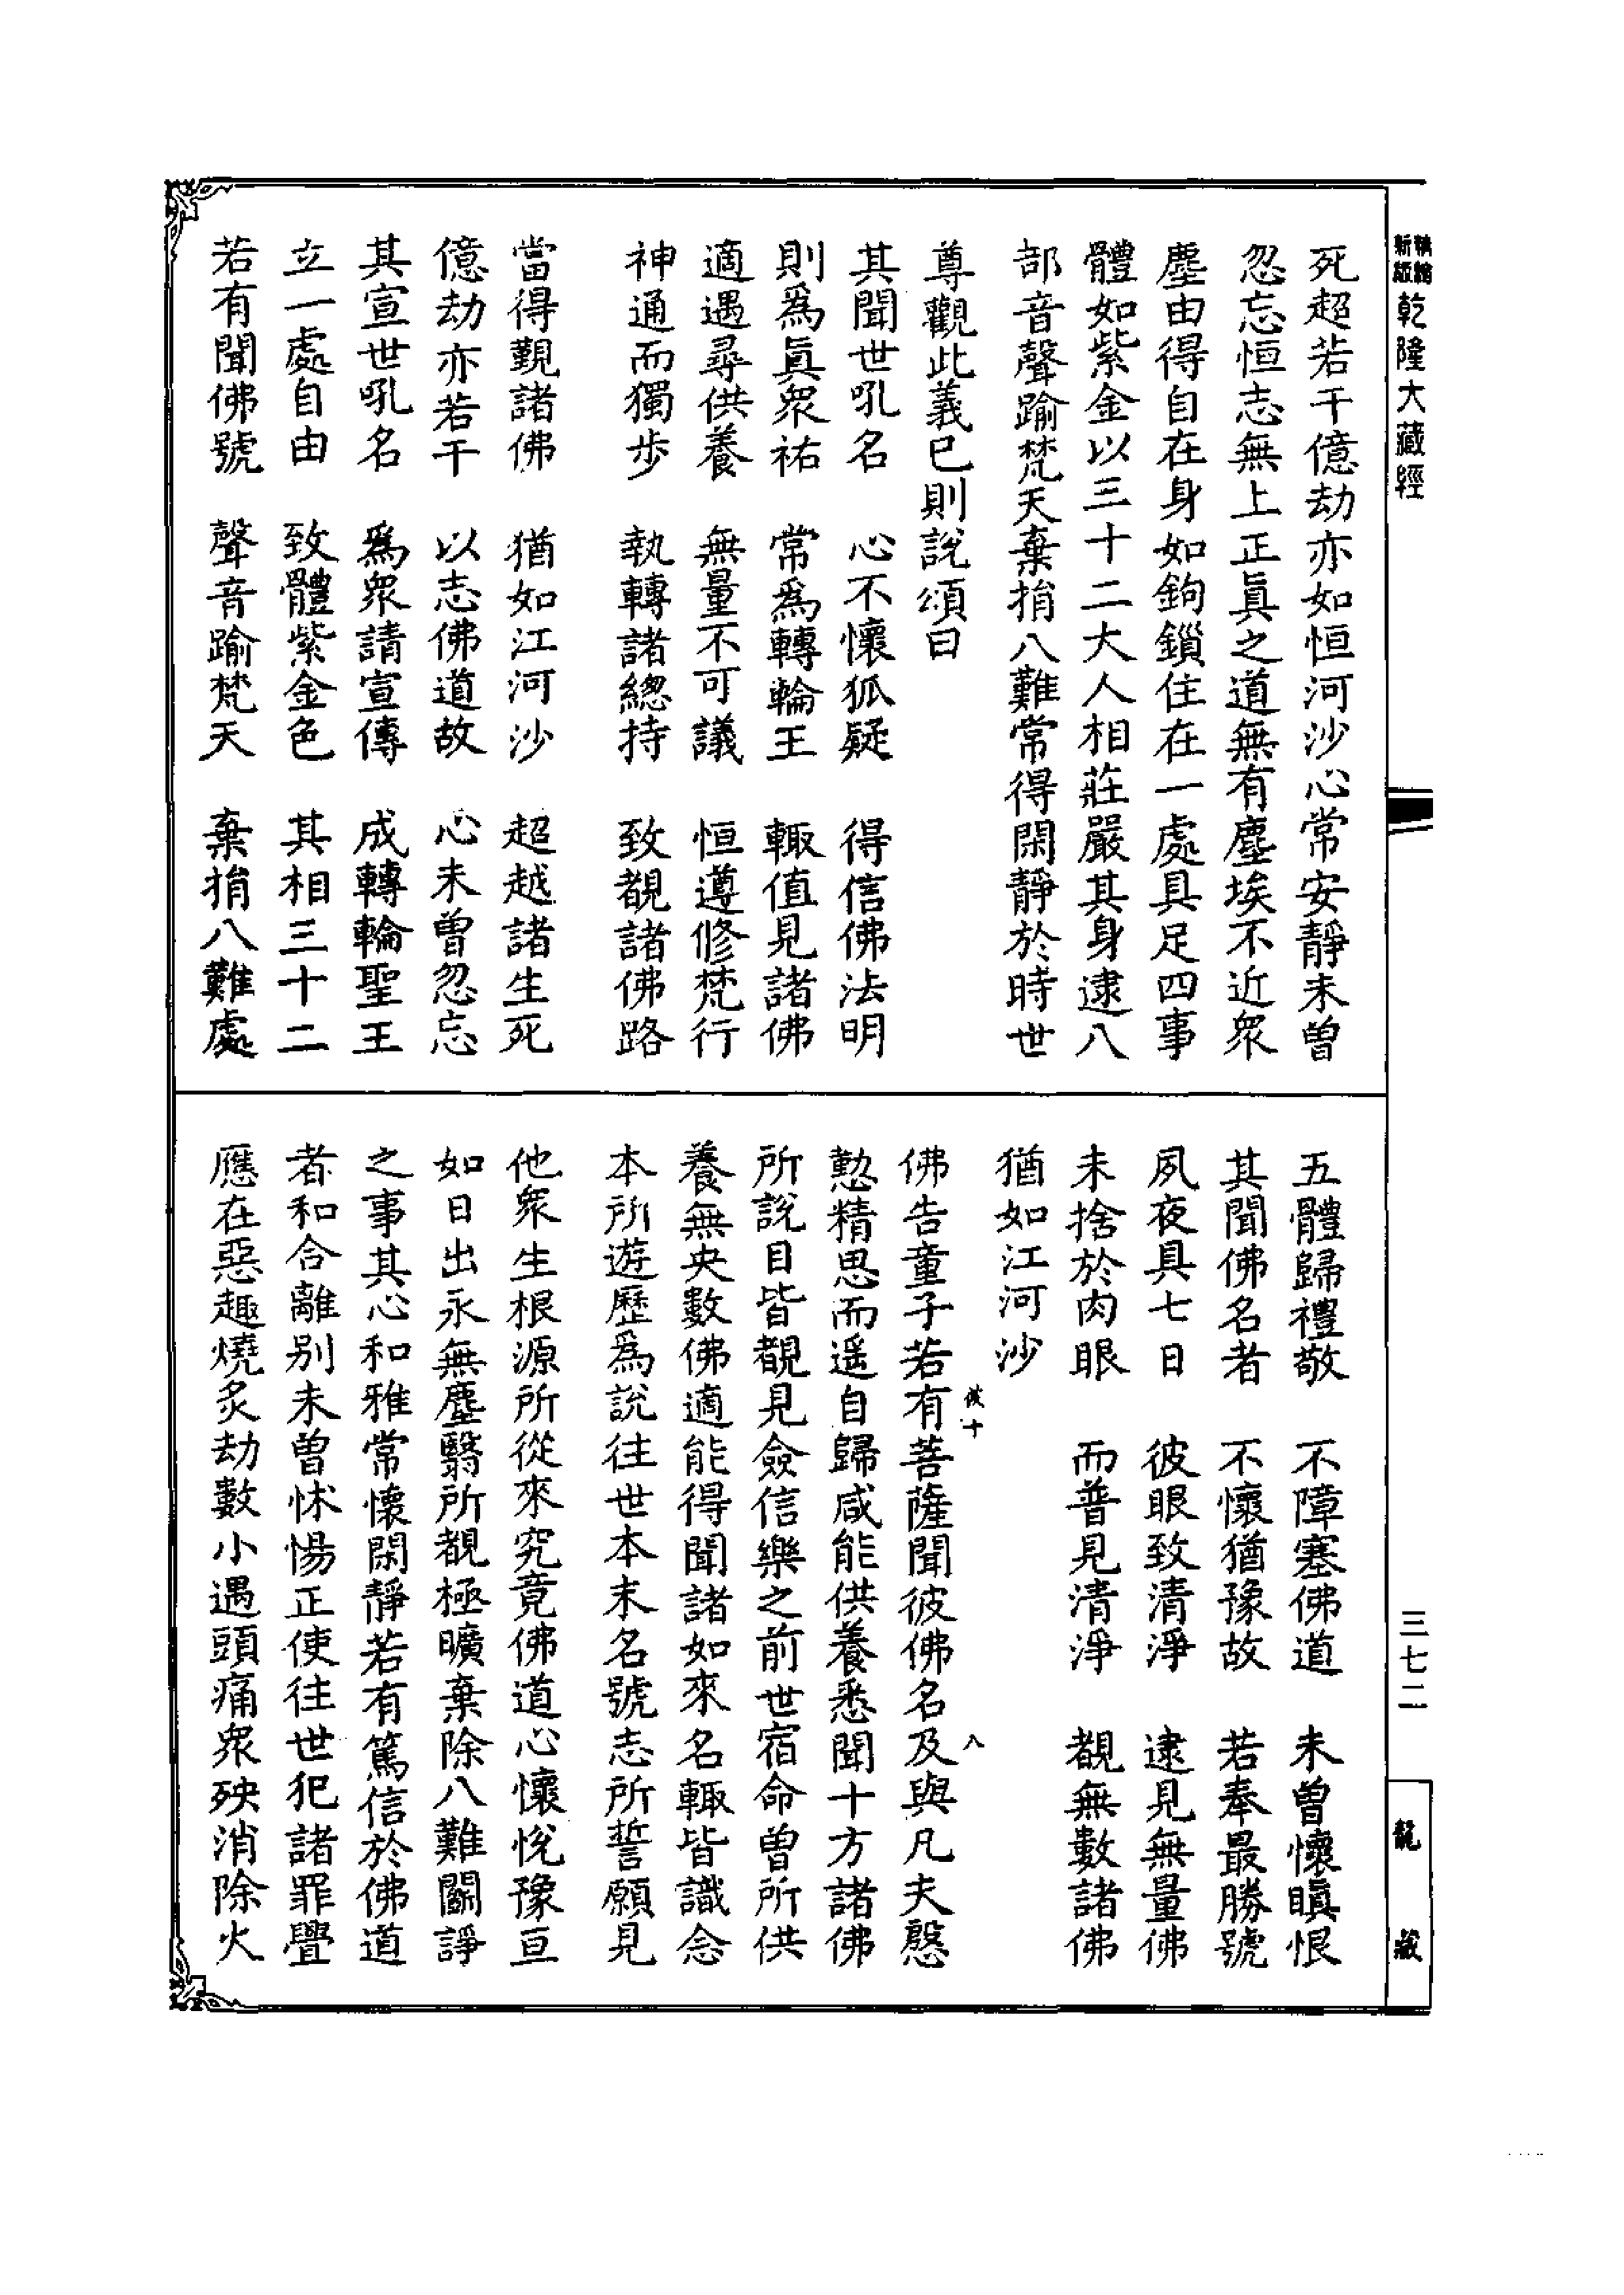 乾隆大藏經
死超若干億劫亦如恒河沙心常安靜未曾
忽忘恒志無上正眞之道無有塵埃不近衆
塵由得自在身如鉤鎖住在一處具足四事
體如紫金以三十二大人相莊嚴其身逮八
部音聲踰梵天棄捐八難常得閑靜於時世
尊觀此義已則說頌曰
其聞世吼名　心不懷狐疑　得信佛法明
則爲眞衆祐　常爲轉輪王　輙值見諸佛
適遇尋供養　無量不可議　恒遵修梵行
神通而獨步　執轉諸總持　致覩諸佛路
當得覲諸佛　猶如江河沙　超越諸生死
億劫亦若干　以志佛道故　心未曾忽忘
其宣世吼名　爲衆請宣傳　成轉輪聖王
立一處自由　致體紫金色　其相三十二
若有聞佛號　聲音踰梵天　棄捐八難處
五體歸禮敬　不障塞佛道　未曾懷瞋恨
其聞佛名者　不懷猶豫故　若奉最勝號
夙夜具七日　彼眼致清淨　逮見無量佛
未捨於肉眼　而普見清淨　覩無數諸佛
猶如江河沙
佛告童子若有菩薩聞彼佛名及與凡夫慇
懃精思而遥自歸咸能供養悉聞十方諸佛
所說目皆覩見僉信樂之前世宿命曾所供
養無央數佛適能得聞諸如來名輙皆識念
本所遊歷爲說往世本末名號志所誓願見
他衆生根源所從來究竟佛道心懷悅豫亘
如日出永無塵翳所覩極曠棄除八難鬬諍
之事其心和雅常懷閑靜若有篤信於佛道
者和合離別未曾怵惕正使往世犯諸罪舋
應在惡趣燒炙劫數小遇頭痛衆殃消除火
十
八
三七二
龍藏